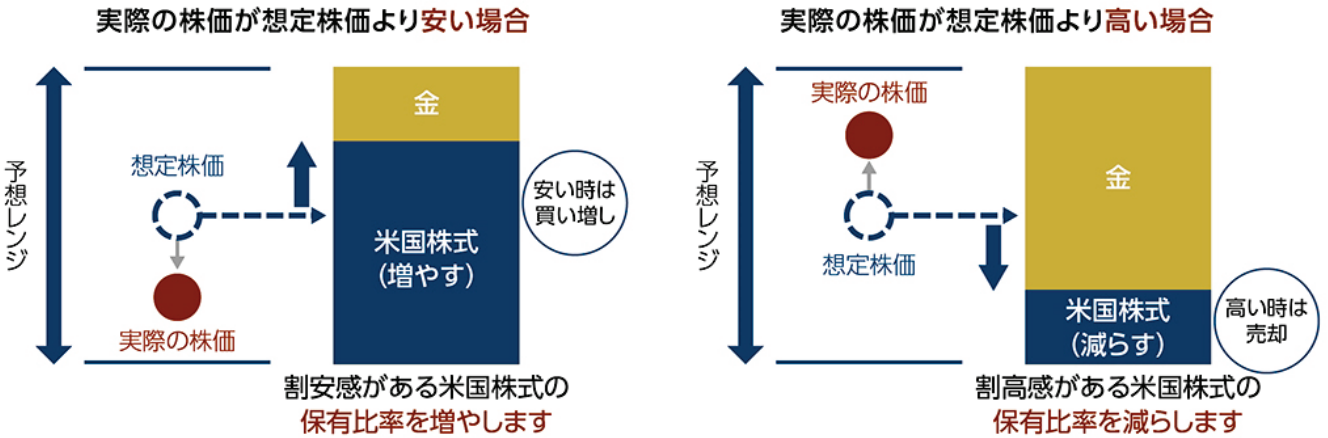 実際の株価が想定株価より安い場合
予想レンジ
想定株価
実際の株価
金
米国株式
(増やす)
安い時は
買い増し
割安感がある米国株式の
保有比率を増やします
実際の株価が想定株価より高い場合
予想レンジ
実際の株価
想定株価
金
米国株式
(減らす)
高い時は
売却
割高感がある米国株式の
保有比率を減らします